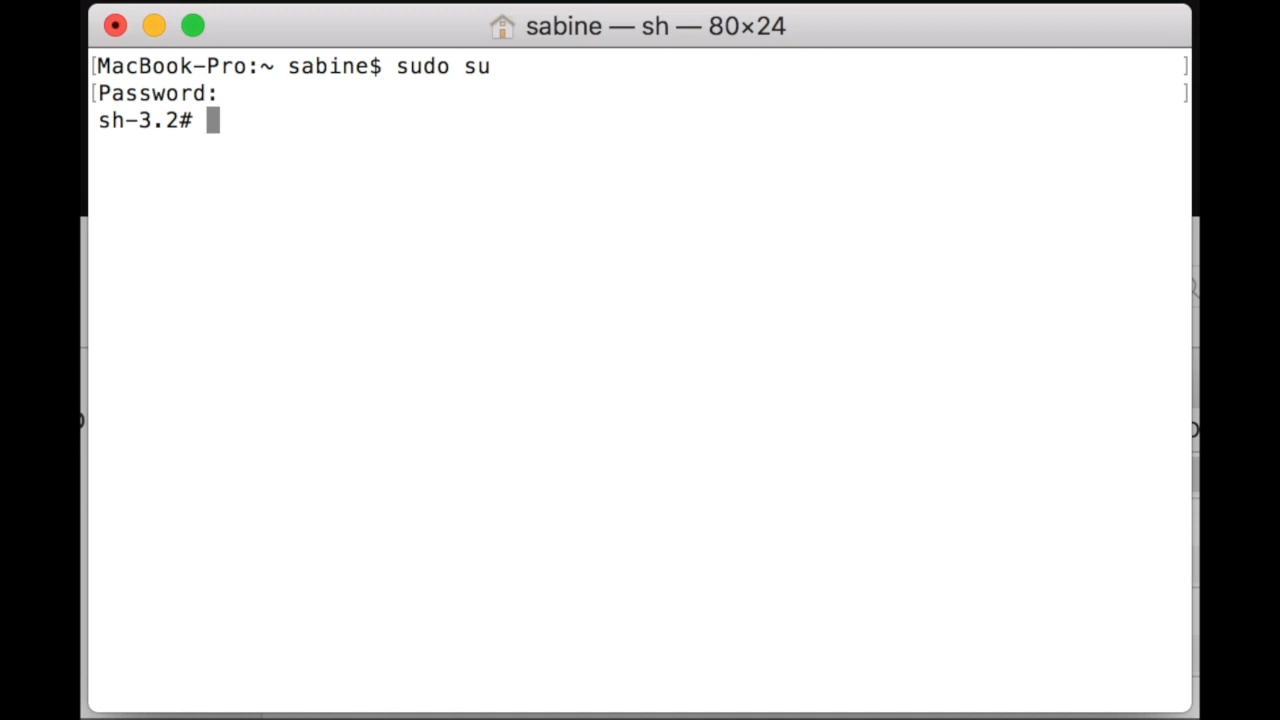 sabine — sh — 80×24
[MacBook-Pro:~ sabine$ sudo su ]
[Password: ]
sh-3.2#